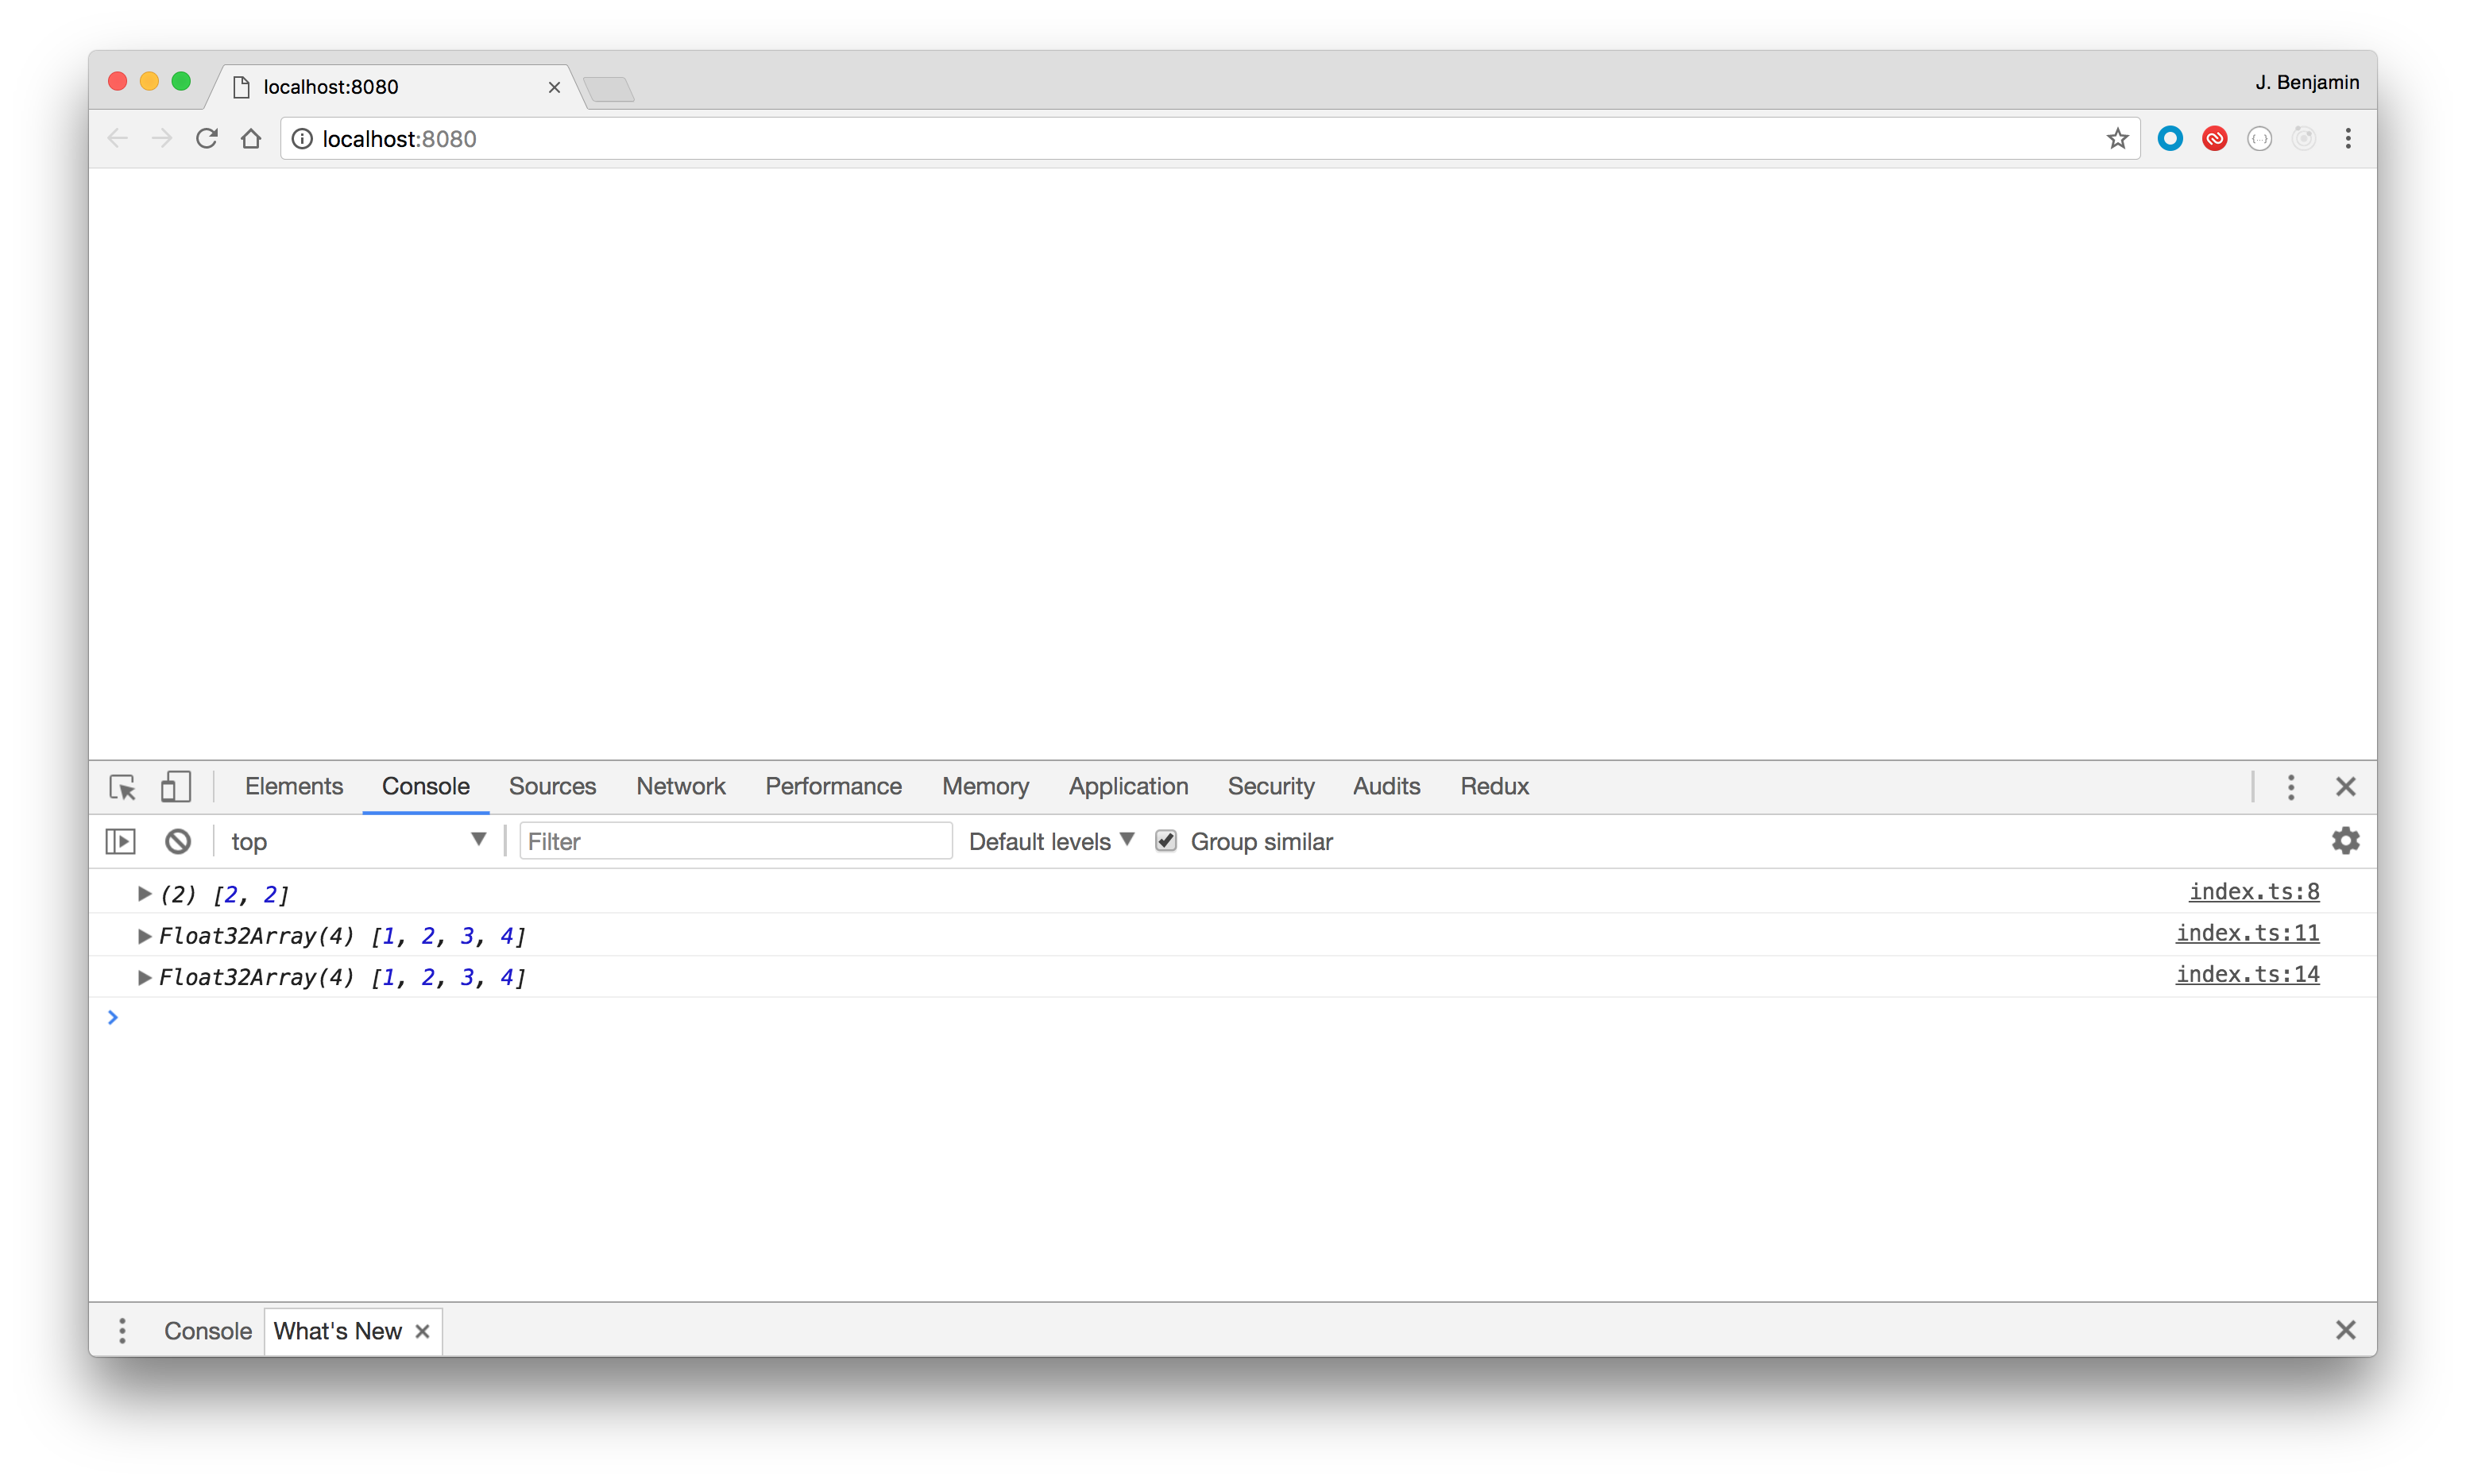 localhost:8080
J. Benjamin
localhost:8080
Elements Console Sources Network Performance Memory Application Security Audits Redux
top Filter Default levels Group similar
(2) [2, 2] index.ts:8
Float32Array(4) [1, 2, 3, 4] index.ts:11
Float32Array(4) [1, 2, 3, 4] index.ts:14
Console What's New